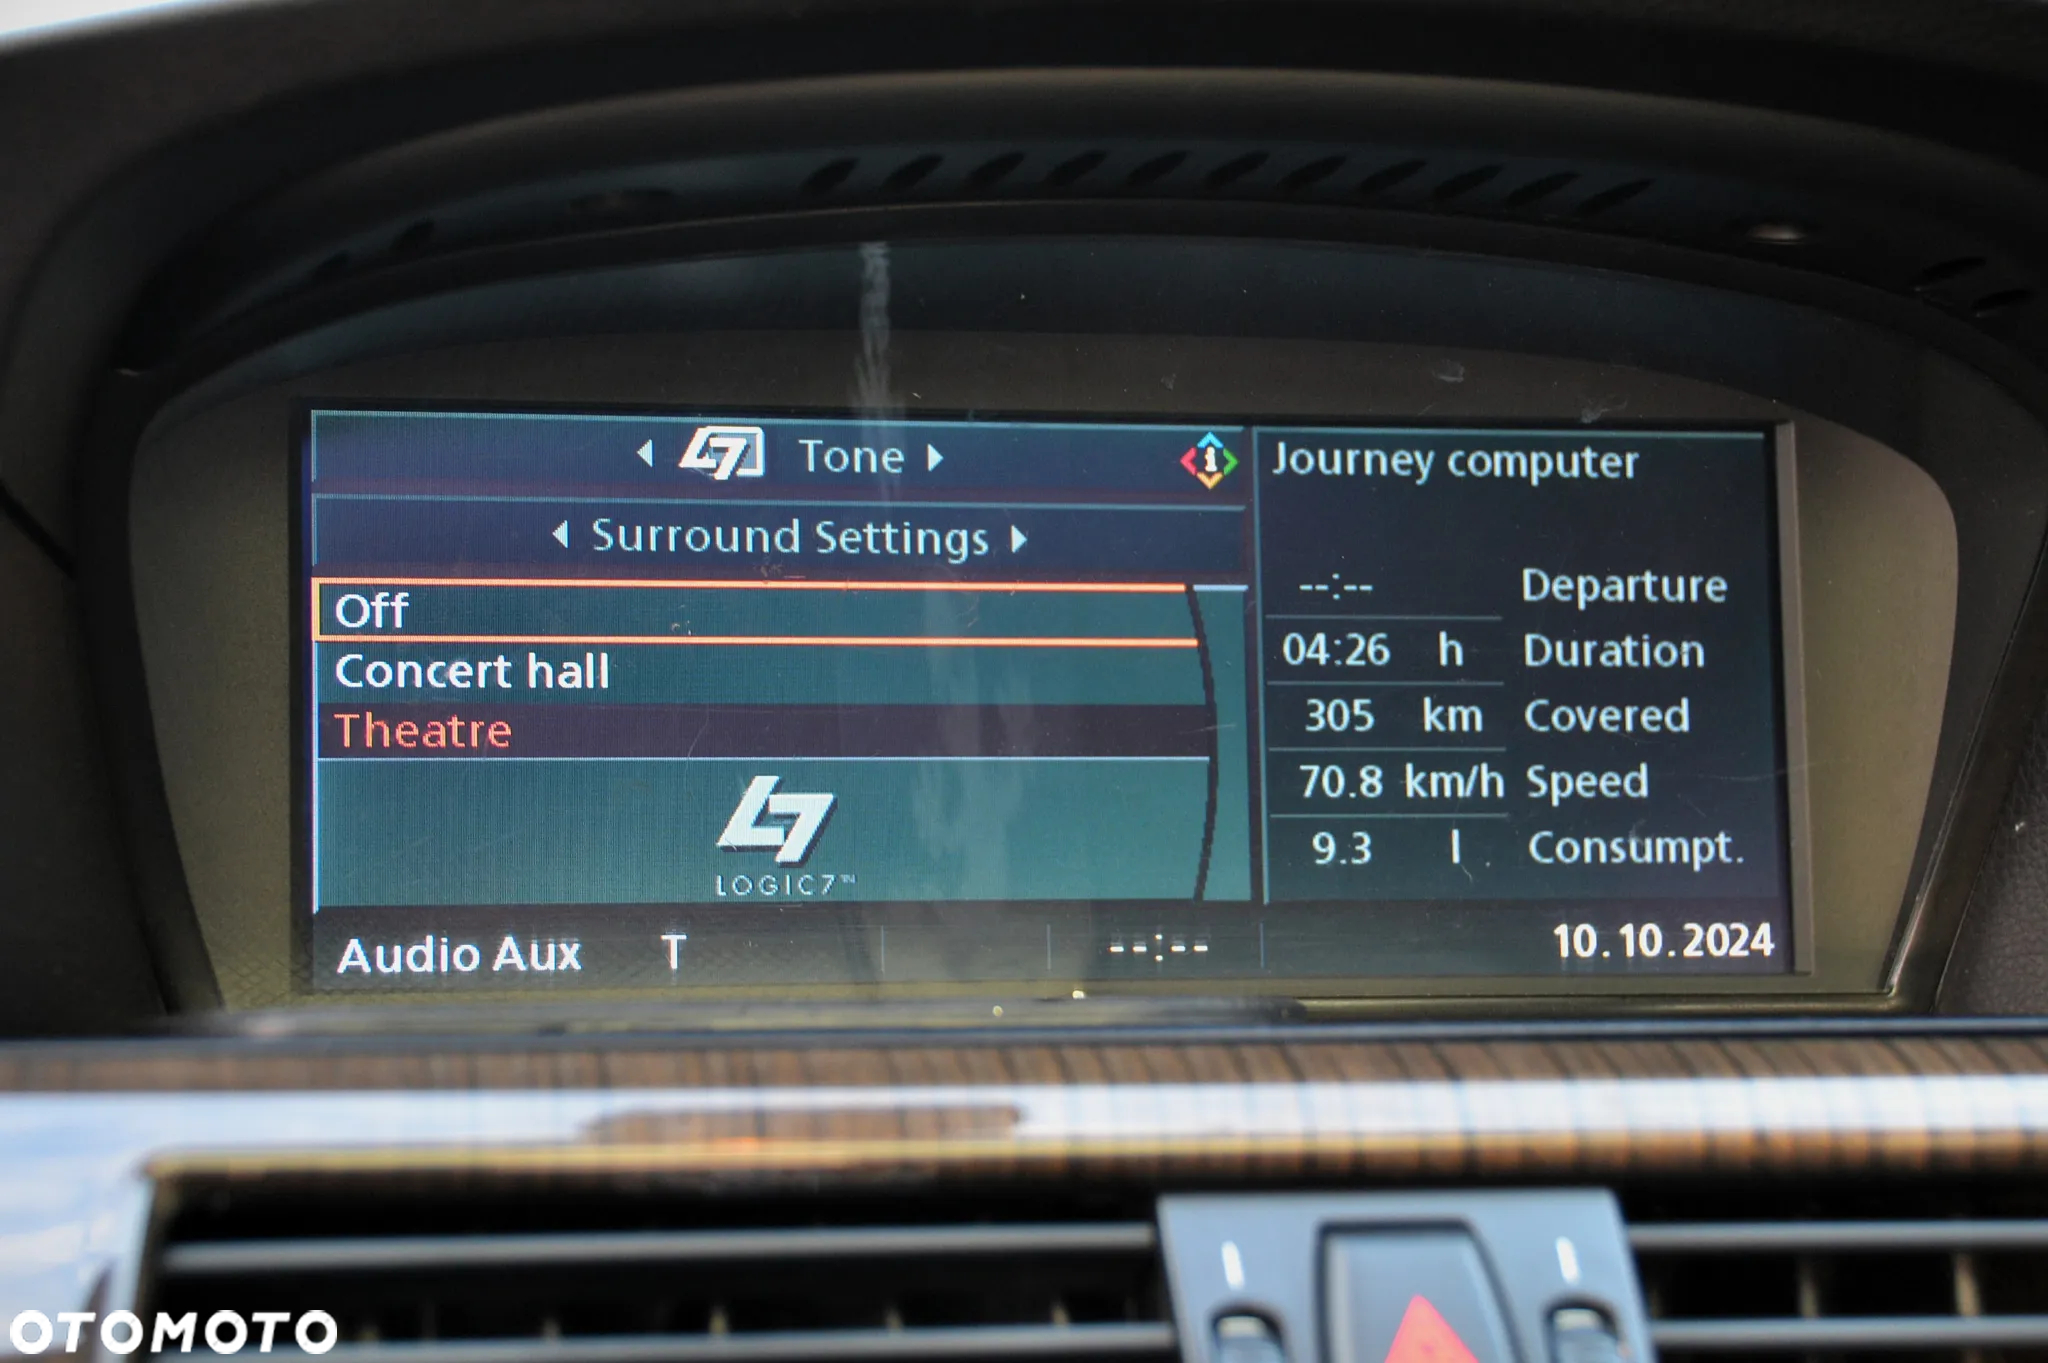 Tone
Surround Settings
Off
Concert hall
Theatre
LOGIC7™
Audio Aux T --:-- 10.10.2024
Journey computer
--:-- Departure
04:26 h Duration
305 km Covered
70.8 km/h Speed
9.3 l Consumpt.
OTOMOTO